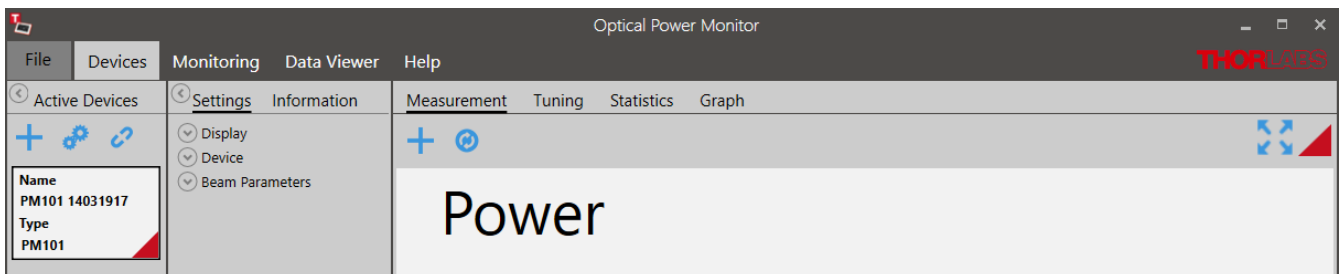 Optical Power Monitor
File Devices Monitoring Data Viewer Help
THORLABS
Active Devices
Settings Information
Measurement Tuning Statistics Graph
Display
Device
Beam Parameters
Name
PM101 14031917
Type
PM101
Power